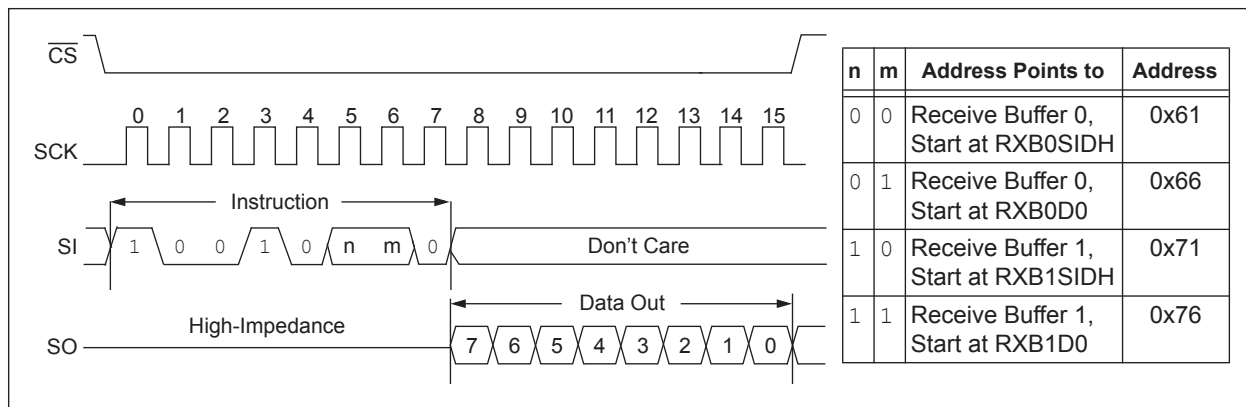 CS
0 1 2 3 4 5 6 7 8 9 10 11 12 13 14 15
SCK
Instruction
SI 1 0 0 1 0 n m 0 Don't Care
Data Out
High-Impedance
SO 7 6 5 4 3 2 1 0
n m Address Points to Address
0 0 Receive Buffer 0, 0x61
Start at RXB0SIDH
0 1 Receive Buffer 0, 0x66
Start at RXB0D0
1 0 Receive Buffer 1, 0x71
Start at RXB1SIDH
1 1 Receive Buffer 1, 0x76
Start at RXB1D0